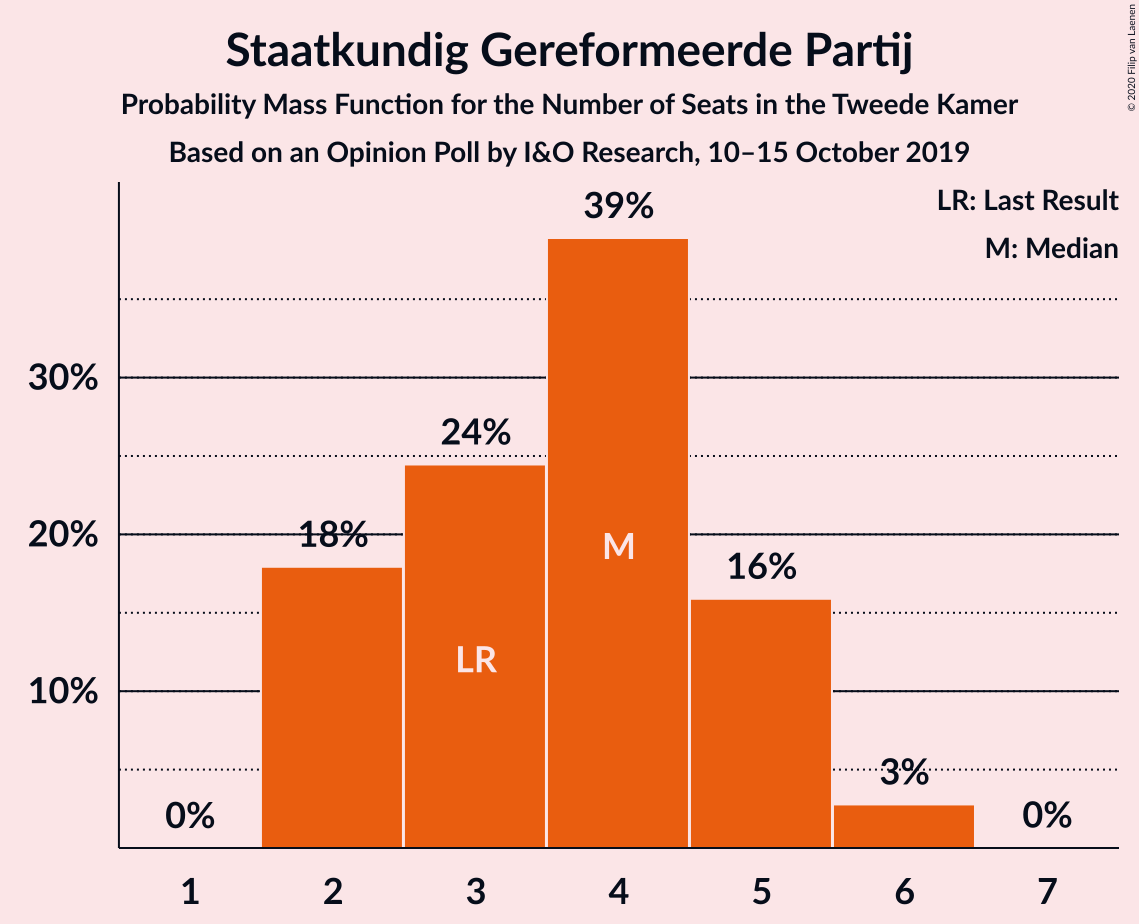 Staatkundig Gereformeerde Partij
Probability Mass Function for the Number of Seats in the Tweede Kamer
Based on an Opinion Poll by I&O Research, 10–15 October 2019
© 2020 Filip van Laenen
LR: Last Result
M: Median
39%
30%
24%
20%
18%
M
16%
LR
10%
3%
0%
0%
1 2 3 4 5 6 7